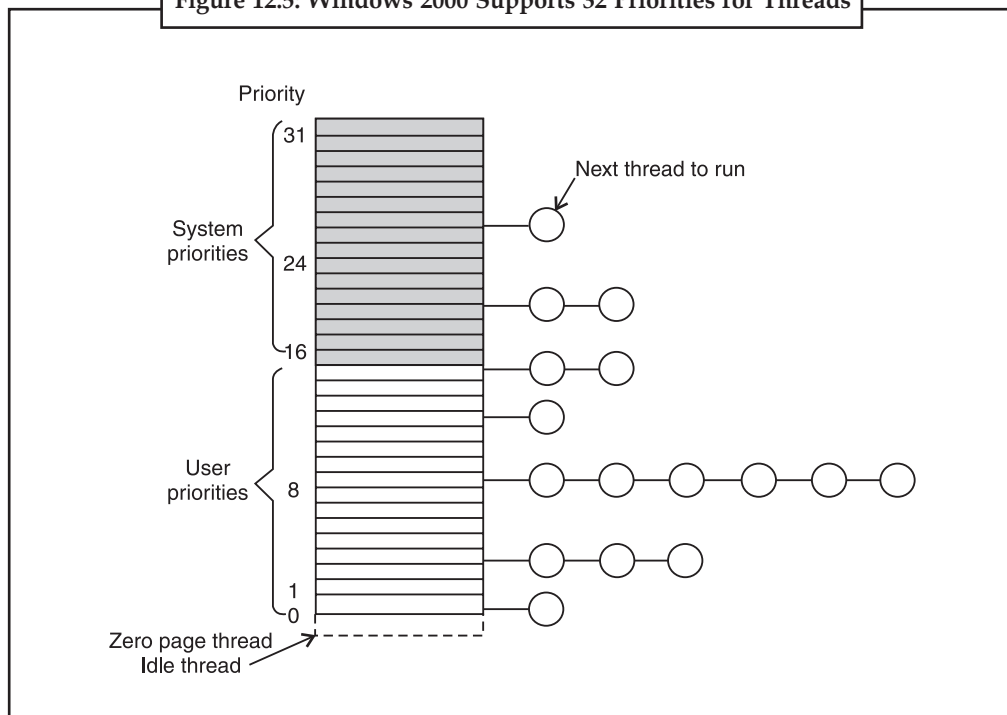 Figure 12.5: Windows 2000 Supports 32 Priorities for Threads
Priority
31
Next thread to run
System
priorities
24
16
User
priorities
8
1
0
Zero page thread
Idle thread